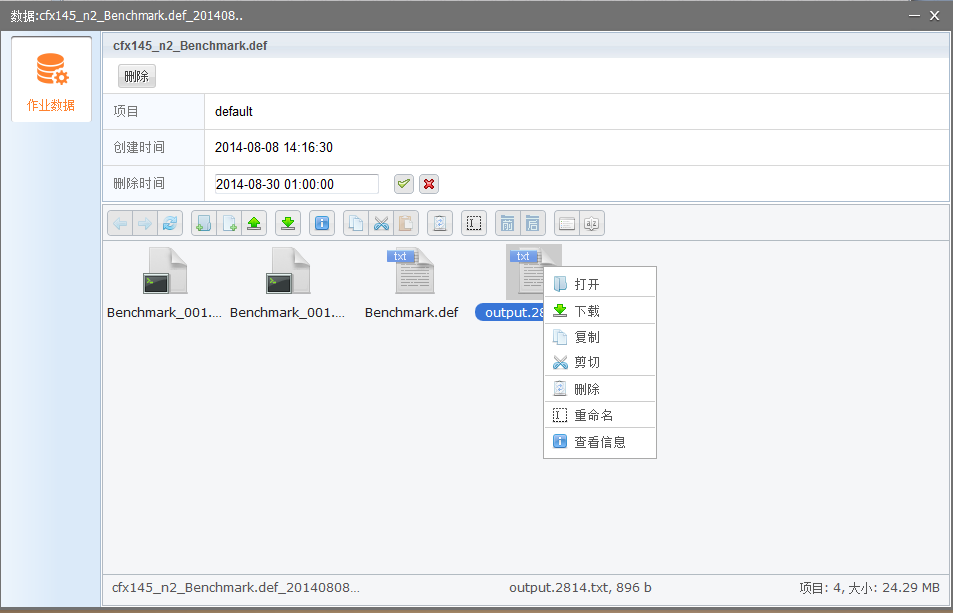 数据:cfx145_n2_Benchmark.def_201408..
作业数据
cfx145_n2_Benchmark.def
删除
项目 default
创建时间 2014-08-08 14:16:30
删除时间 2014-08-30 01:00:00
txt txt
Benchmark_001.... Benchmark_001.... Benchmark.def output.28
打开
下载
复制
剪切
删除
重命名
查看信息
cfx145_n2_Benchmark.def_20140808... output.2814.txt, 896 b 项目: 4, 大小: 24.29 MB